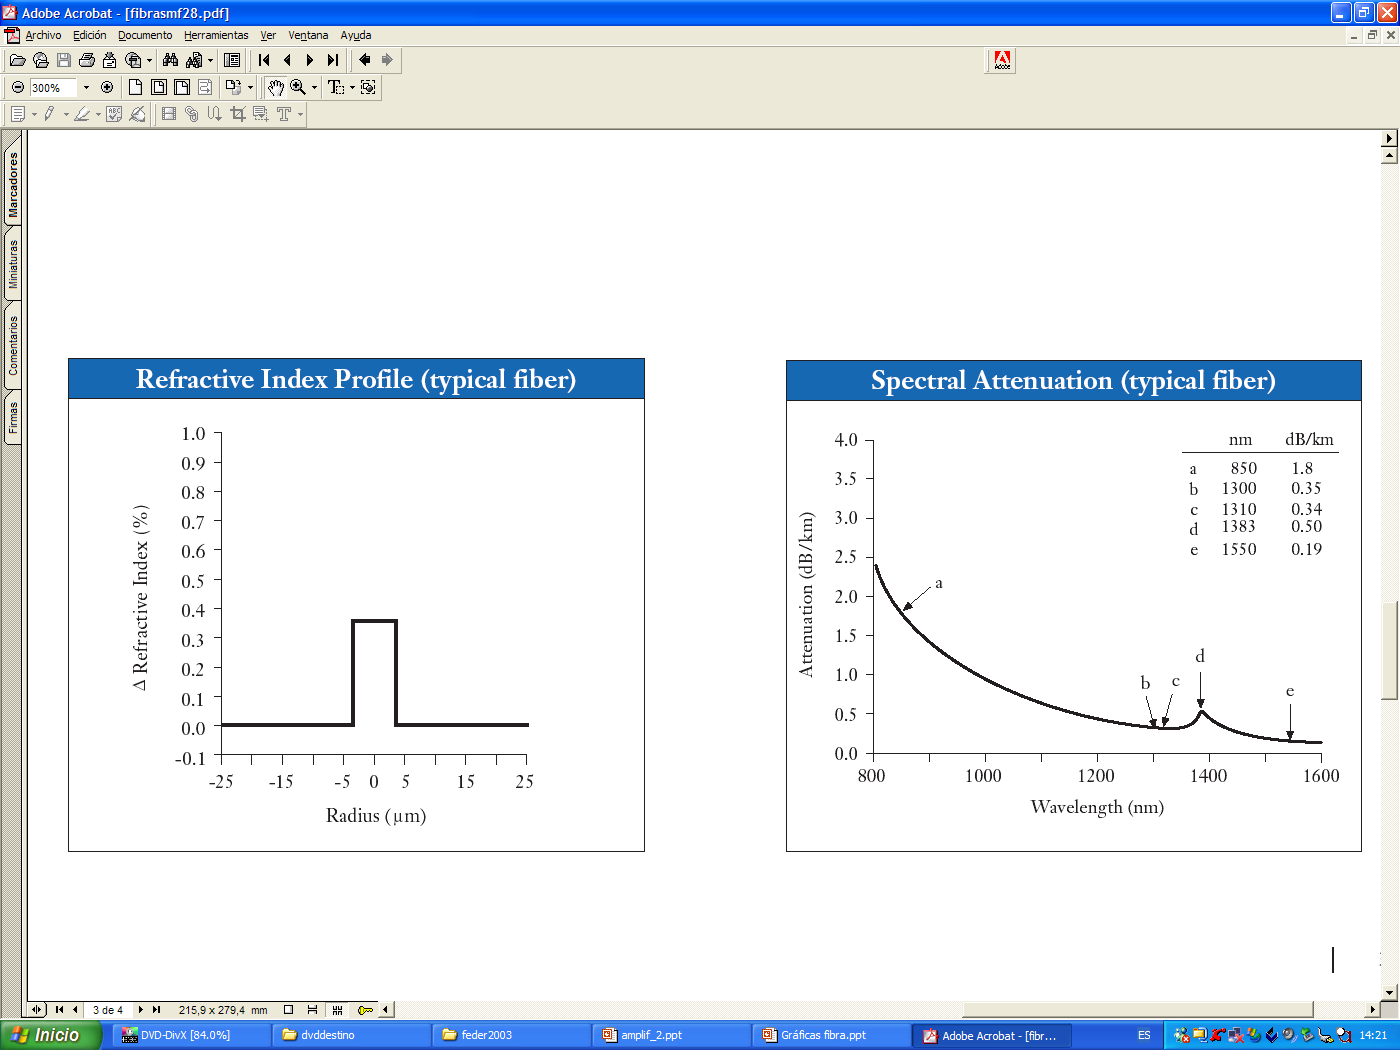 Adobe Acrobat - [fibrasmf28.pdf]
Archivo Edición Documento Herramientas Ver Ventana Ayuda
Adobe
300%
Marcadores
Miniaturas
Comentarios
Firmas
Refractive Index Profile (typical fiber)
Δ Refractive Index (%)
1.0
0.9
0.8
0.7
0.6
0.5
0.4
0.3
0.2
0.1
0.0
-0.1
-25 -15 -5 0 5 15 25
Radius (µm)
Spectral Attenuation (typical fiber)
Attenuation (dB/km)
4.0
3.5
3.0
2.5
2.0
1.5
1.0
0.5
0.0
800 1000 1200 1400 1600
Wavelength (nm)
a
b
c
d
e
nm dB/km
a 850 1.8
b 1300 0.35
c 1310 0.34
d 1383 0.50
e 1550 0.19
3 de 4 215,9 x 279,4 mm
Inicio DVD-DivX [84.0%] dvddestino feder2003 amplif_2.ppt Gráficas fibra.ppt Adobe Acrobat - [fibr... ES 14:21